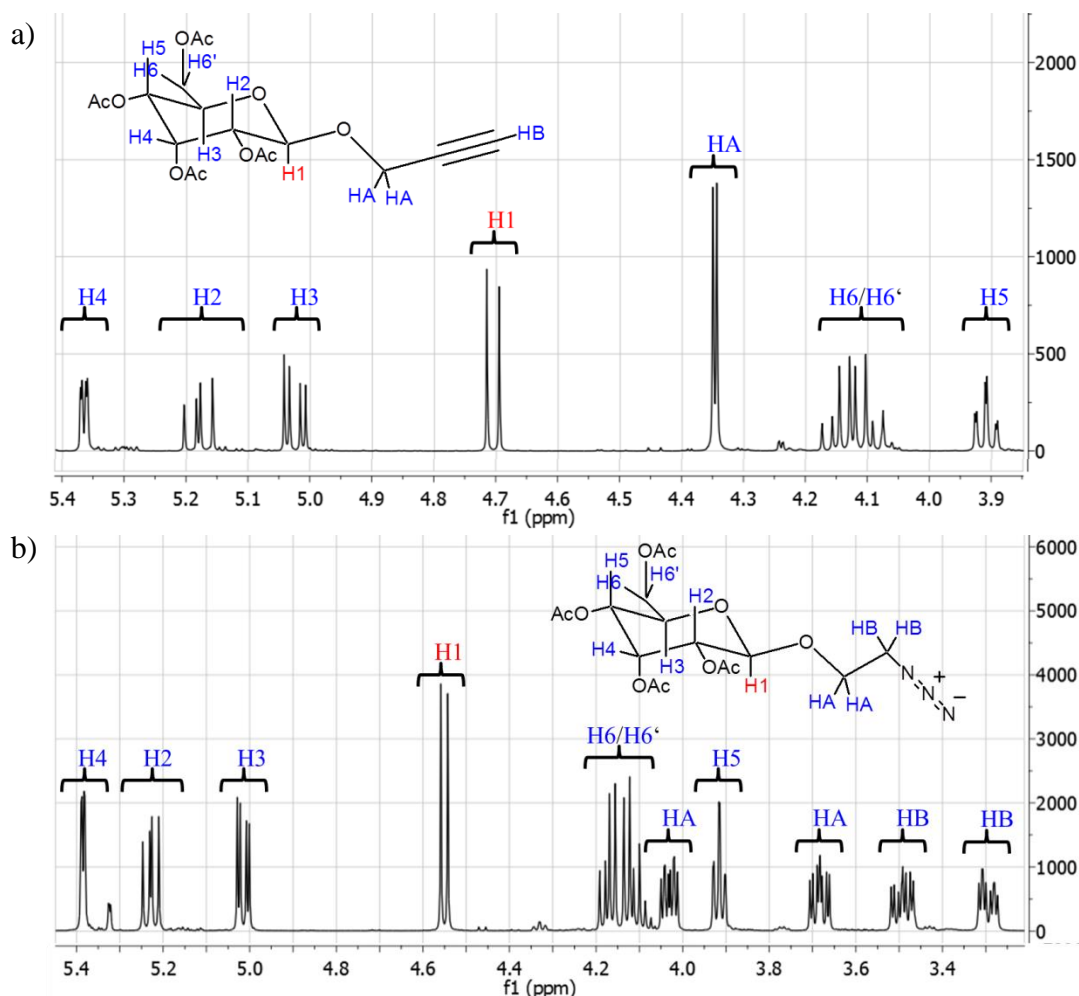 a)
OAc
H5
H6'
H6
H2
AcO
O
O
HB
H4
H3
OAc
OAc
H1
HA HA
H4
H2
H3
H1
HA
H6/H6‘
H5
2000
1500
1000
500
0
5.4 5.3 5.2 5.1 5.0 4.9 4.8 4.7 4.6 4.5 4.4 4.3 4.2 4.1 4.0 3.9
f1 (ppm)
b)
H5
OAc
H6
H6'
H2
AcO
O
O
HB HB
H4
H3
OAc
OAc
H1
HA HA
N N N
+ −
H4
H2
H3
H1
H6/H6‘
HA
H5
HA
HB
HB
6000
5000
4000
3000
2000
1000
0
5.4 5.2 5.0 4.8 4.6 4.4 4.2 4.0 3.8 3.6 3.4
f1 (ppm)